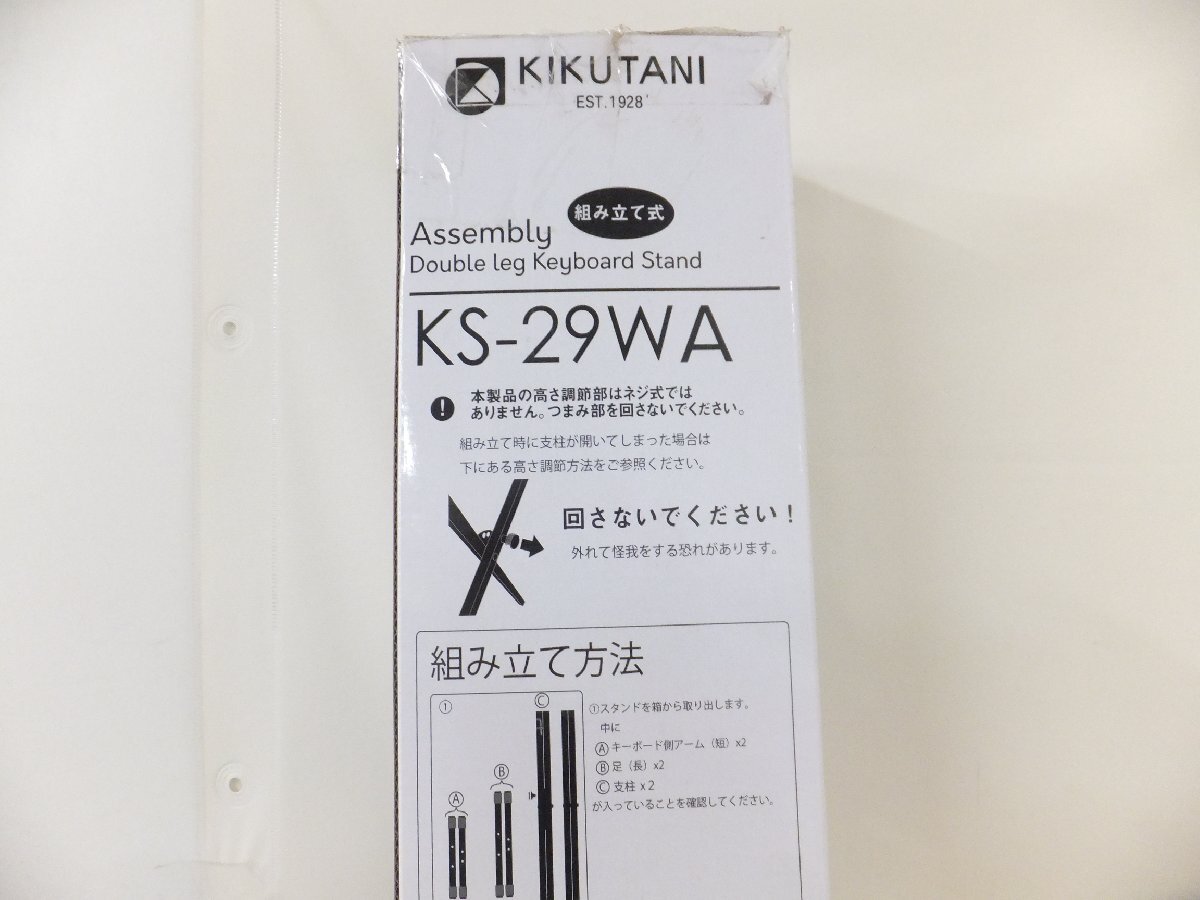 KIKUTANI
EST.1928
組み立て式
Assembly
Double leg Keyboard Stand
KS-29WA
! 本製品の高さ調節部はネジ式では
ありません。つまみ部を回さないでください。
組み立て時に支柱が開いてしまった場合は
下にある高さ調節方法をご参照ください。
回さないでください！
外れて怪我をする恐れがあります。
組み立て方法
①
Ⓒ
Ⓑ
Ⓐ
①スタンドを箱から取り出します。
中に
Ⓐキーボード側アーム（短）x2
Ⓑ足（長）x2
Ⓒ支柱 x 2
が入っていることを確認してください。